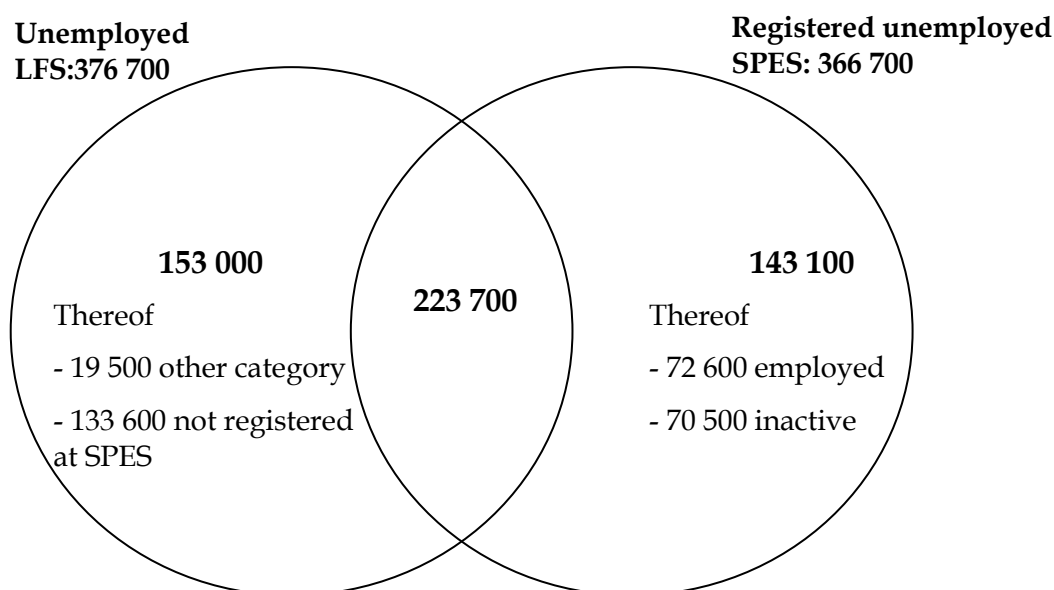 Unemployed
LFS:376 700
Registered unemployed
SPES: 366 700
153 000
Thereof
- 19 500 other category
- 133 600 not registered
at SPES
223 700
143 100
Thereof
- 72 600 employed
- 70 500 inactive